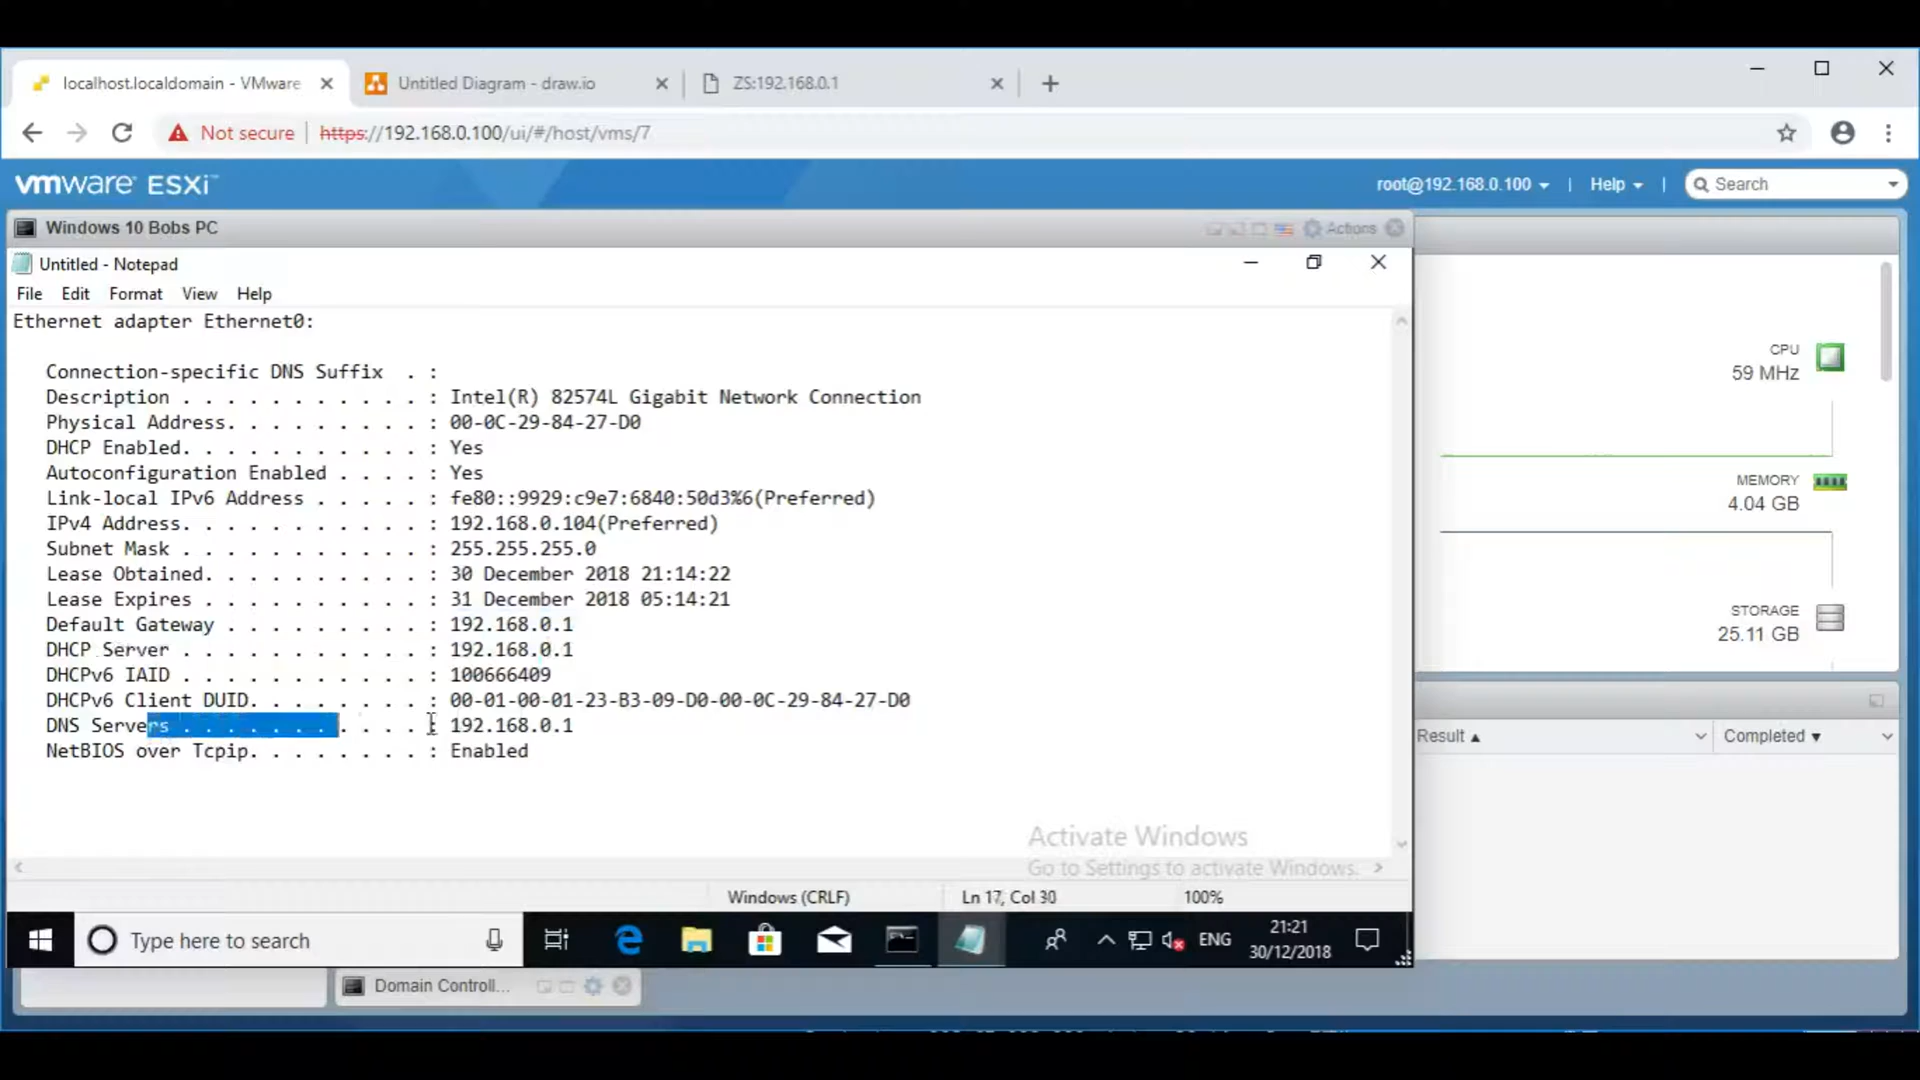 localhost.localdomain - VMware
Untitled Diagram - draw.io
ZS:192.168.0.1
Not secure
https://192.168.0.100/ui/#/host/vms/7
vmware ESXi™
root@192.168.0.100
Help
Search
Windows 10 Bobs PC
Actions
Untitled - Notepad
File Edit Format View Help
Ethernet adapter Ethernet0:
Connection-specific DNS Suffix . :
Description . . . . . . . . . . . : Intel(R) 82574L Gigabit Network Connection
Physical Address. . . . . . . . . : 00-0C-29-84-27-D0
DHCP Enabled. . . . . . . . . . . : Yes
Autoconfiguration Enabled . . . . : Yes
Link-local IPv6 Address . . . . . : fe80::9929:c9e7:6840:50d3%6(Preferred)
IPv4 Address. . . . . . . . . . . : 192.168.0.104(Preferred)
Subnet Mask . . . . . . . . . . . : 255.255.255.0
Lease Obtained. . . . . . . . . . : 30 December 2018 21:14:22
Lease Expires . . . . . . . . . . : 31 December 2018 05:14:21
Default Gateway . . . . . . . . . : 192.168.0.1
DHCP Server . . . . . . . . . . . : 192.168.0.1
DHCPv6 IAID . . . . . . . . . . . : 100666409
DHCPv6 Client DUID. . . . . . . . : 00-01-00-01-23-B3-09-D0-00-0C-29-84-27-D0
DNS Servers . . . . . . . . . . . : 192.168.0.1
NetBIOS over Tcpip. . . . . . . . : Enabled
Activate Windows
Go to Settings to activate Windows.
Windows (CRLF)
Ln 17, Col 30
100%
Type here to search
ENG
21:21
30/12/2018
CPU
59 MHz
MEMORY
4.04 GB
STORAGE
25.11 GB
Result
Completed
Domain Controll...